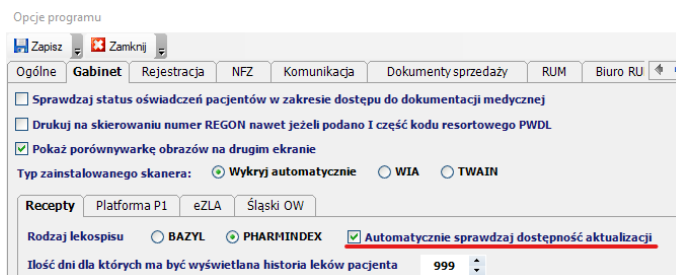 Opcje programu
Zapisz Zamknij
Ogólne Gabinet Rejestracja NFZ Komunikacja Dokumenty sprzedaży RUM Biuro RU
Sprawdzaj status oświadczeń pacjentów w zakresie dostępu do dokumentacji medycznej
Drukuj na skierowaniu numer REGON nawet jeżeli podano I część kodu resortowego PWDL
Pokaż porównywarkę obrazów na drugim ekranie
Typ zainstalowanego skanera: Wykryj automatycznie WIA TWAIN
Recepty Platforma P1 eZLA Śląski OW
Rodzaj lekospisu BAZYL PHARMINDEX Automatycznie sprawdzaj dostępność aktualizacji
Ilość dni dla których ma być wyświetlana historia leków pacjenta 999